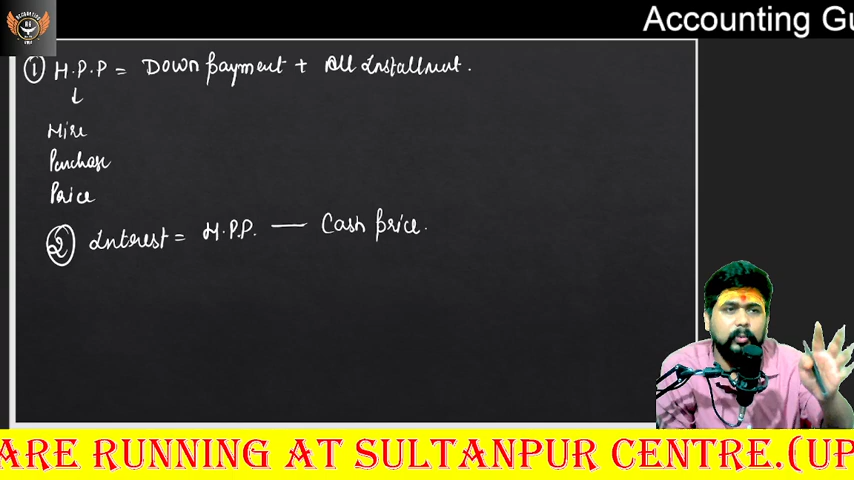 Accounting Gu
ACCOUNTING
① H.P.P = Down payment + All Installment.
↓
Hire
Purchase
Price
② Interest = H.P.P. — Cash price.
ARE RUNNING AT SULTANPUR CENTRE.(UP